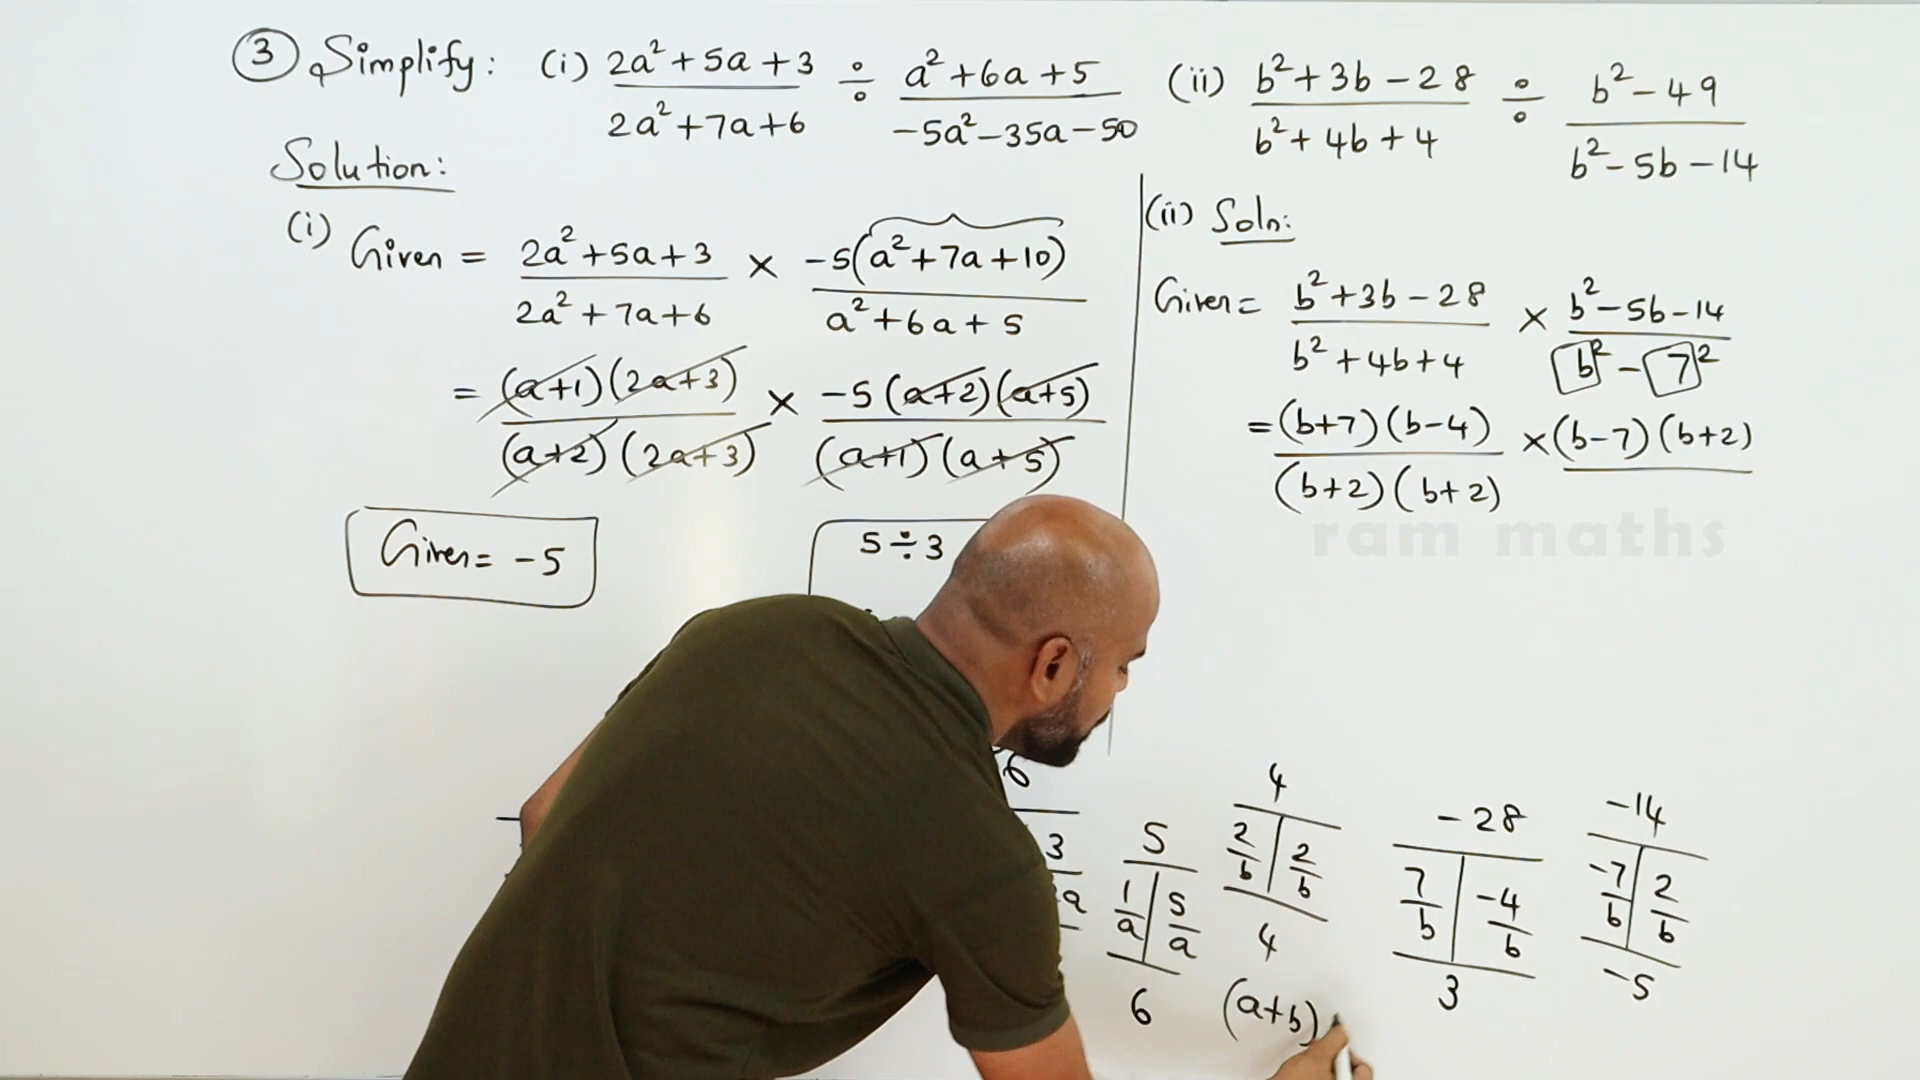 ③ Simplify: (i) 2a²+5a+3 / 2a²+7a+6 ÷ a²+6a+5 / -5a²-35a-50 (ii) b²+3b-28 / b²+4b+4 ÷ b²-49 / b²-5b-14
Solution:
(i) Given = 2a²+5a+3 / 2a²+7a+6 × -5(a²+7a+10) / a²+6a+5
= (a+1)(2a+3) / (a+2)(2a+3) × -5(a+2)(a+5) / (a+1)(a+5)
Given = -5
5÷3
(ii) Soln:
Given = b²+3b-28 / b²+4b+4 × b²-5b-14 / b²-7²
= (b+7)(b-4) / (b+2)(b+2) × (b-7)(b+2)
ram maths
6
3
a
5
1/a | 5/a
6
4
2/b | 2/b
4
(a+b)
-28
7/b | -4/b
3
-14
-7/b | 2/b
-5